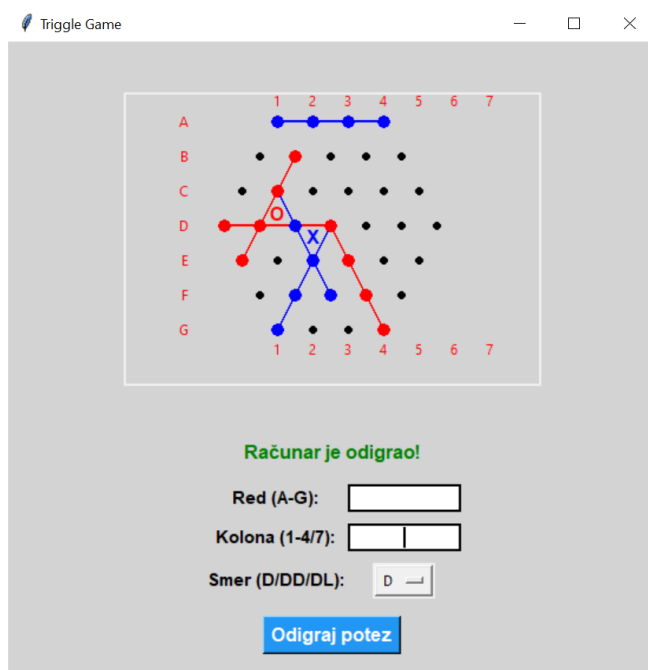 Triggle Game
1 2 3 4 5 6 7
A
B
C
D O
X
E
F
G
1 2 3 4 5 6 7
Računar je odigrao!
Red (A-G):
Kolona (1-4/7):
Smer (D/DD/DL): D
Odigraj potez